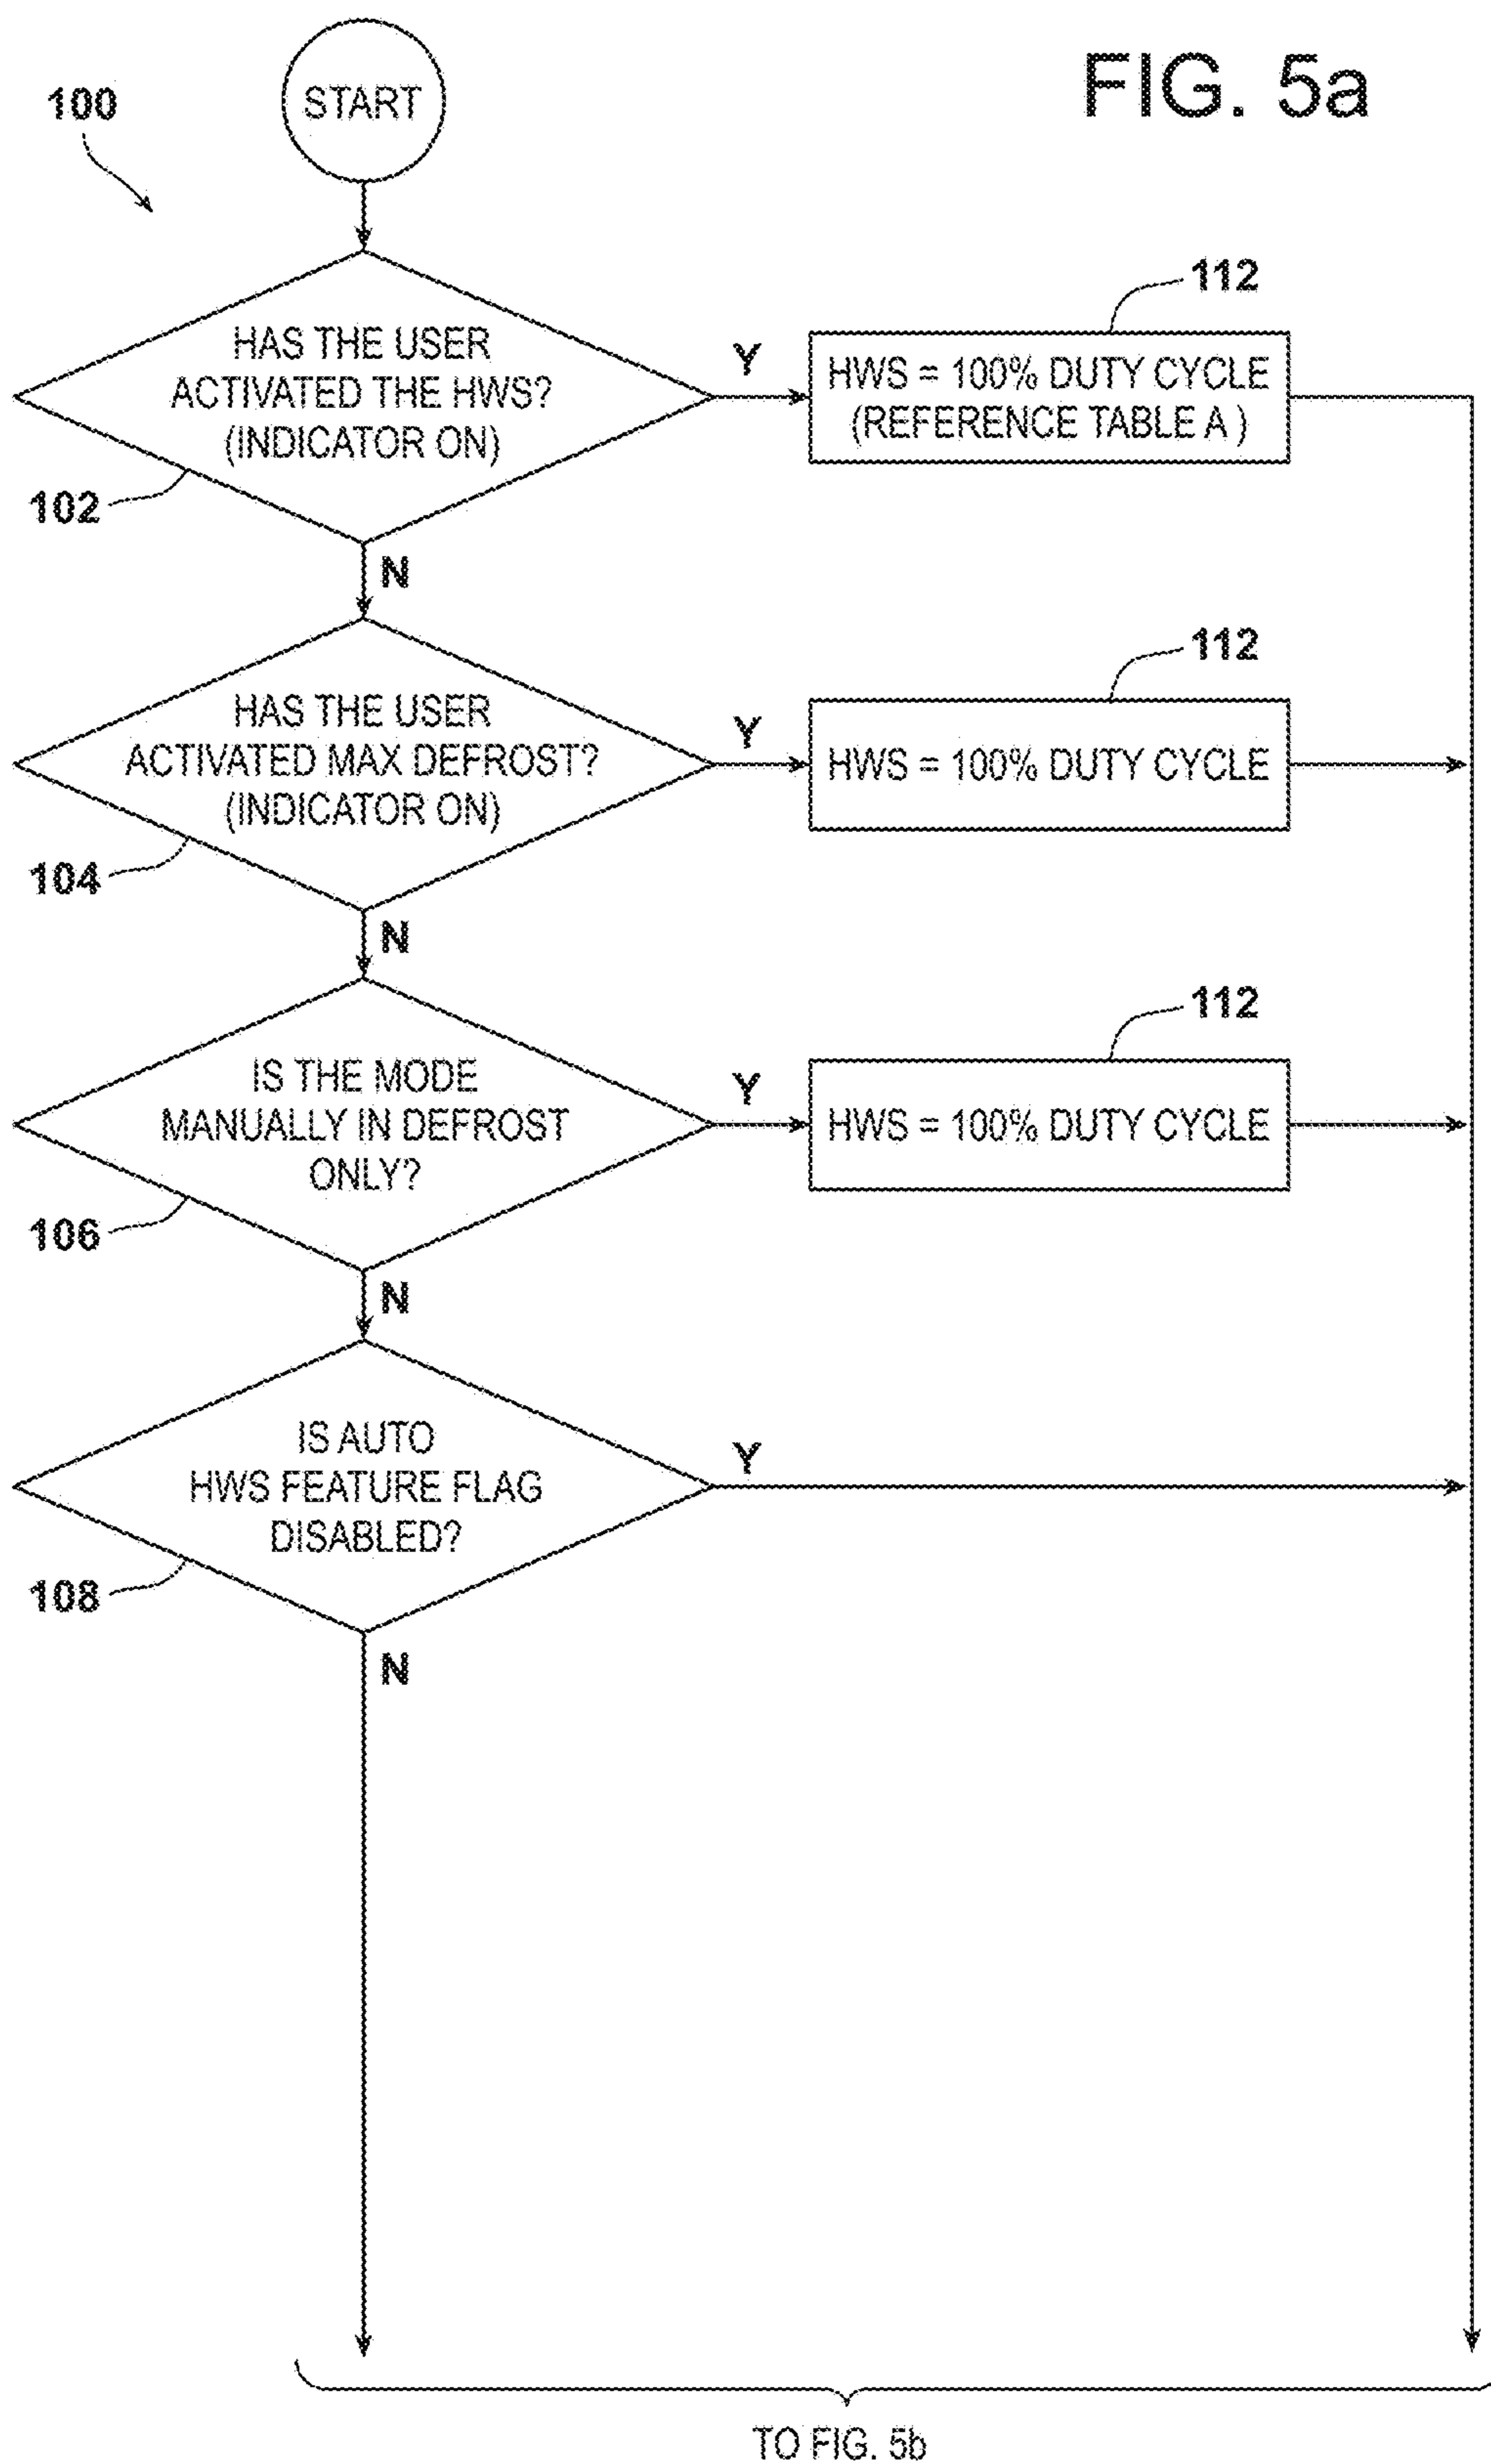 FIG. 5a
100
START
HAS THE USER
ACTIVATED THE HWS?
(INDICATOR ON)
102
Y
112
HWS = 100% DUTY CYCLE
(REFERENCE TABLE A )
N
HAS THE USER
ACTIVATED MAX DEFROST?
(INDICATOR ON)
104
Y
112
HWS = 100% DUTY CYCLE
N
IS THE MODE
MANUALLY IN DEFROST
ONLY?
106
Y
112
HWS = 100% DUTY CYCLE
N
IS AUTO
HWS FEATURE FLAG
DISABLED?
108
Y
N
TO FIG. 5b